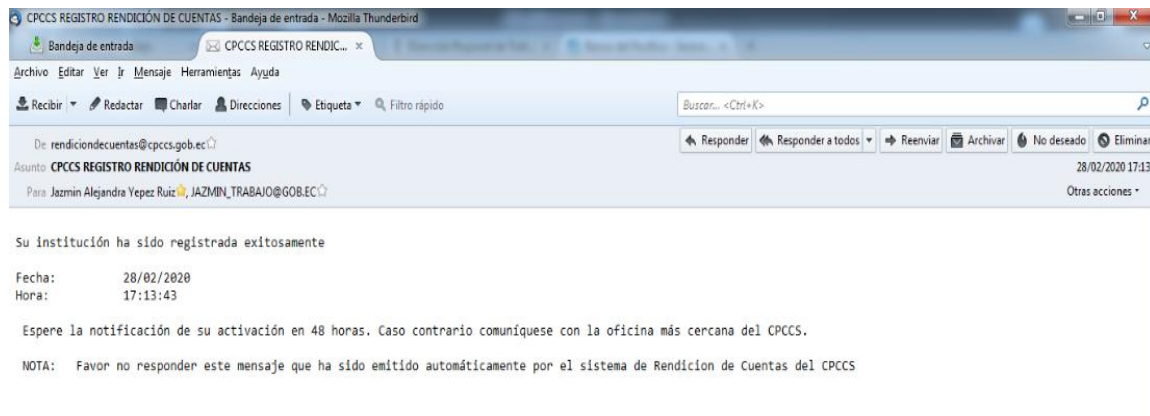 CPCCS REGISTRO RENDICIÓN DE CUENTAS - Bandeja de entrada - Mozilla Thunderbird
Bandeja de entrada CPCCS REGISTRO RENDIC...
Archivo Editar Ver Ir Mensaje Herramientas Ayuda
Recibir Redactar Charlar Direcciones Etiqueta Filtro rápido Buscar... <Ctrl+K>
De rendiciondecuentas@cpccs.gob.ec Responder Responder a todos Reenviar Archivar No deseado Eliminar
Asunto CPCCS REGISTRO RENDICIÓN DE CUENTAS 28/02/2020 17:13
Para Jazmin Alejandra Yepez Ruiz, JAZMIN_TRABAJO@GOB.EC Otras acciones
Su institución ha sido registrada exitosamente
Fecha: 28/02/2020
Hora: 17:13:43
Espere la notificación de su activación en 48 horas. Caso contrario comuníquese con la oficina más cercana del CPCCS.
NOTA: Favor no responder este mensaje que ha sido emitido automáticamente por el sistema de Rendicion de Cuentas del CPCCS